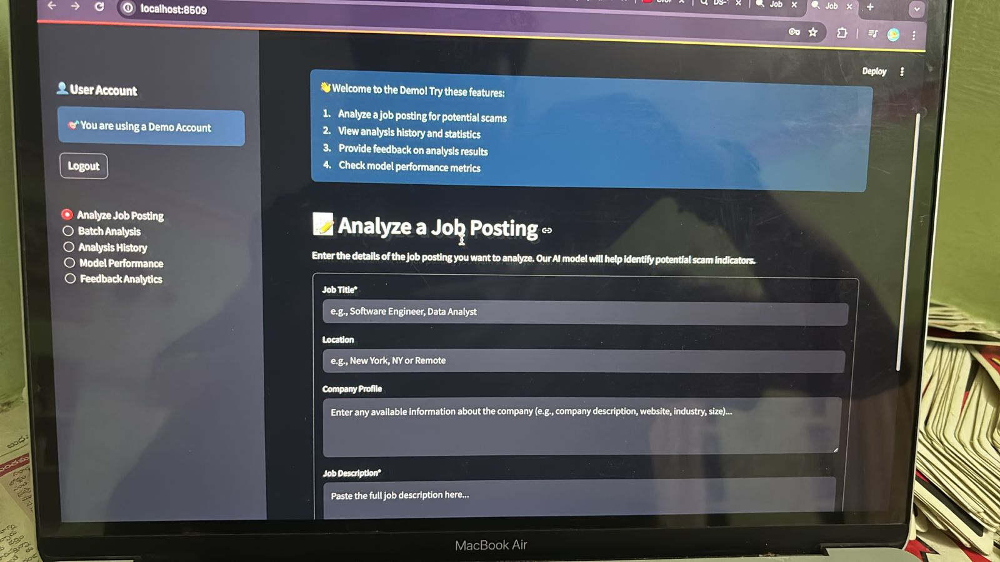 localhost:8509
Job
Job
Deploy
User Account
You are using a Demo Account
Logout
Analyze Job Posting
Batch Analysis
Analysis History
Model Performance
Feedback Analytics
Welcome to the Demo! Try these features:
1. Analyze a job posting for potential scams
2. View analysis history and statistics
3. Provide feedback on analysis results
4. Check model performance metrics
Analyze a Job Posting
Enter the details of the job posting you want to analyze. Our AI model will help identify potential scam indicators.
Job Title*
e.g., Software Engineer, Data Analyst
Location
e.g., New York, NY or Remote
Company Profile
Enter any available information about the company (e.g., company description, website, industry, size)...
Job Description*
Paste the full job description here...
MacBook Air